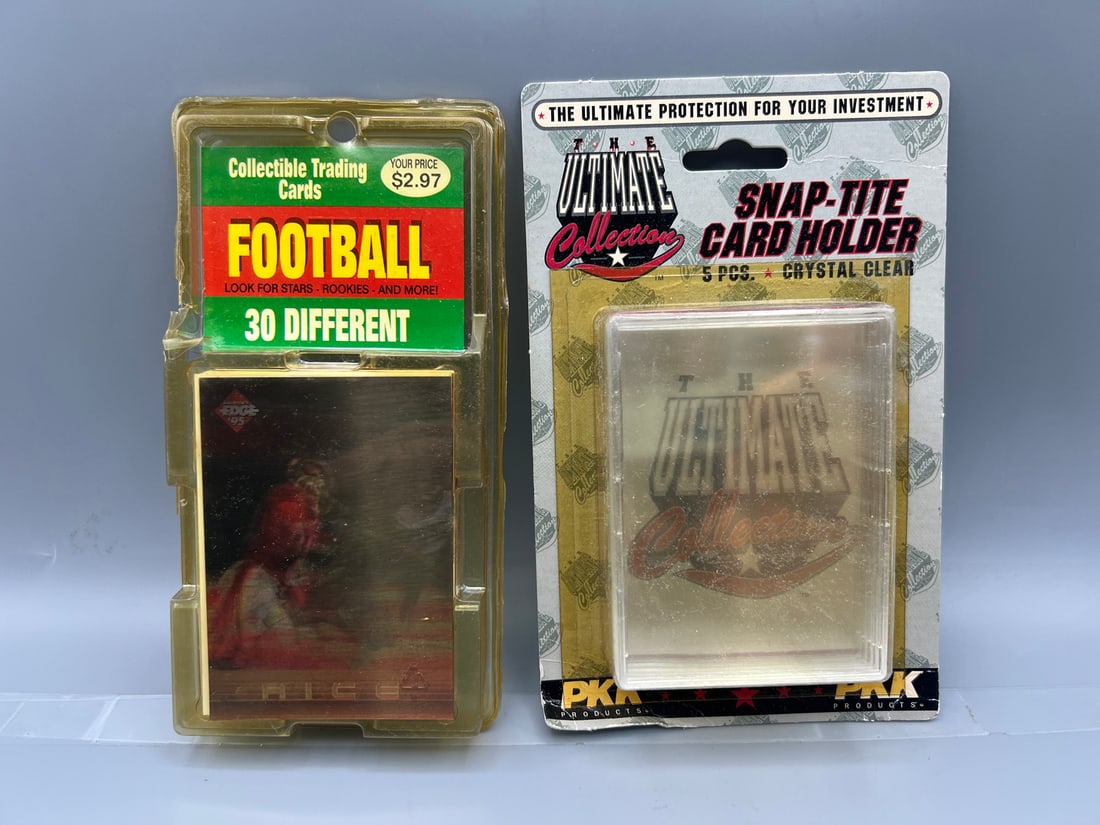 Collectible Trading
Cards
YOUR PRICE
$2.97
FOOTBALL
LOOK FOR STARS - ROOKIES - AND MORE!
30 DIFFERENT
EDGE
'95
RICE
THE ULTIMATE PROTECTION FOR YOUR INVESTMENT
THE
ULTIMATE
Collection
TM
SNAP-TITE
CARD HOLDER
5 PCS. ★ CRYSTAL CLEAR
THE
ULTIMATE
Collection
PKK
PRODUCTS
PKK
PRODUCTS